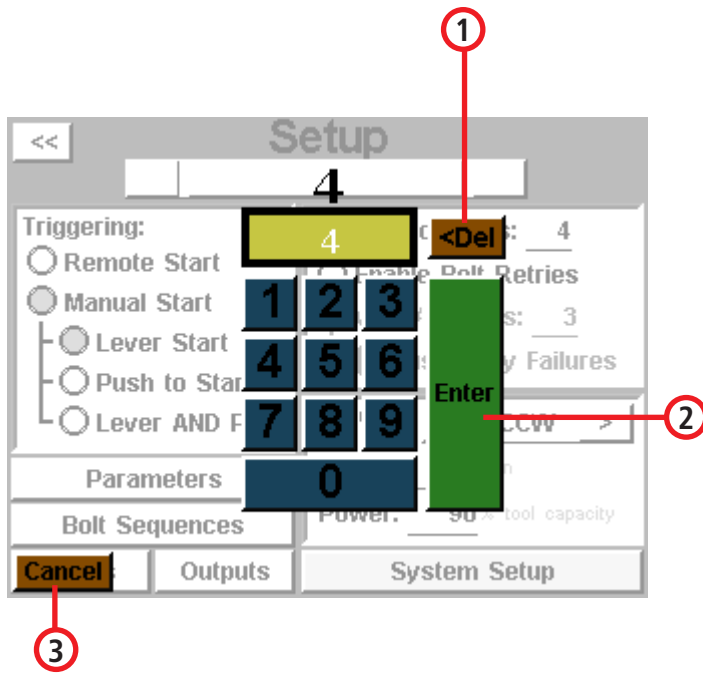 1
<< Setup
4
Triggering: 4 <Del : 4
Remote Start Enable Bolt Retries
Manual Start 1 2 3 s: 3
Lever Start 4 5 6 y Failures
Push to Star Enter 2
Lever AND F 7 8 9 CCW >
Parameters 0
Bolt Sequences Power: 90 % tool capacity
Cancel Outputs System Setup
3